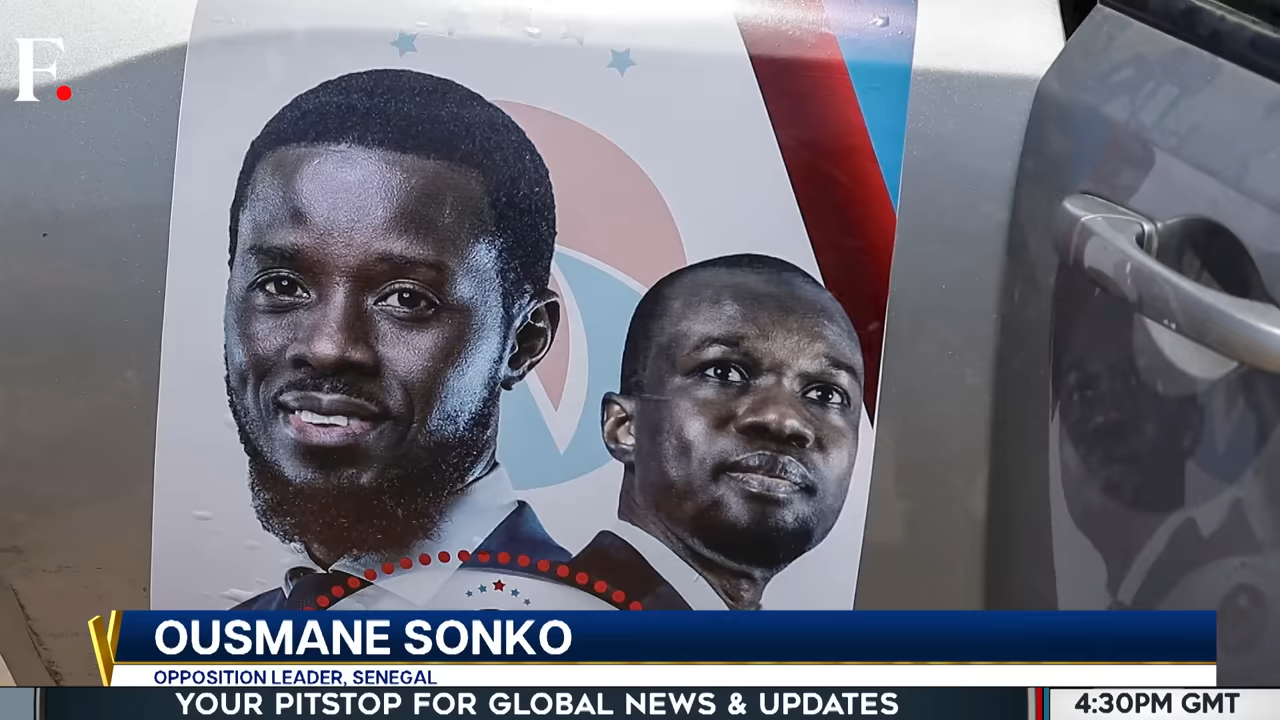 F.
OUSMANE SONKO
OPPOSITION LEADER, SENEGAL
YOUR PITSTOP FOR GLOBAL NEWS & UPDATES
4:30PM GMT